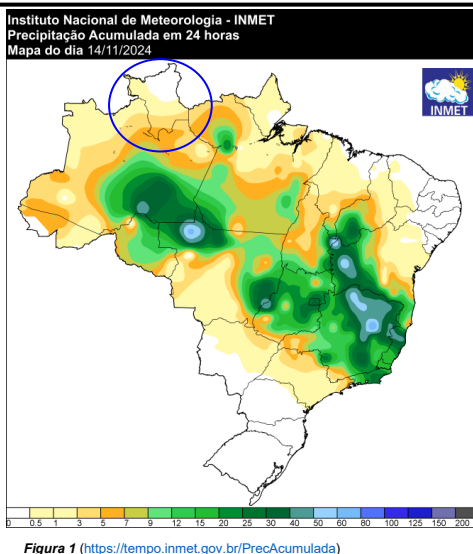 Instituto Nacional de Meteorologia - INMET
Precipitação Acumulada em 24 horas
Mapa do dia 14/11/2024
INMET
0 0.5 1 3 5 7 9 12 15 20 25 30 40 50 60 80 100 125 150 200
Figura 1 (https://tempo.inmet.gov.br/PrecAcumulada)